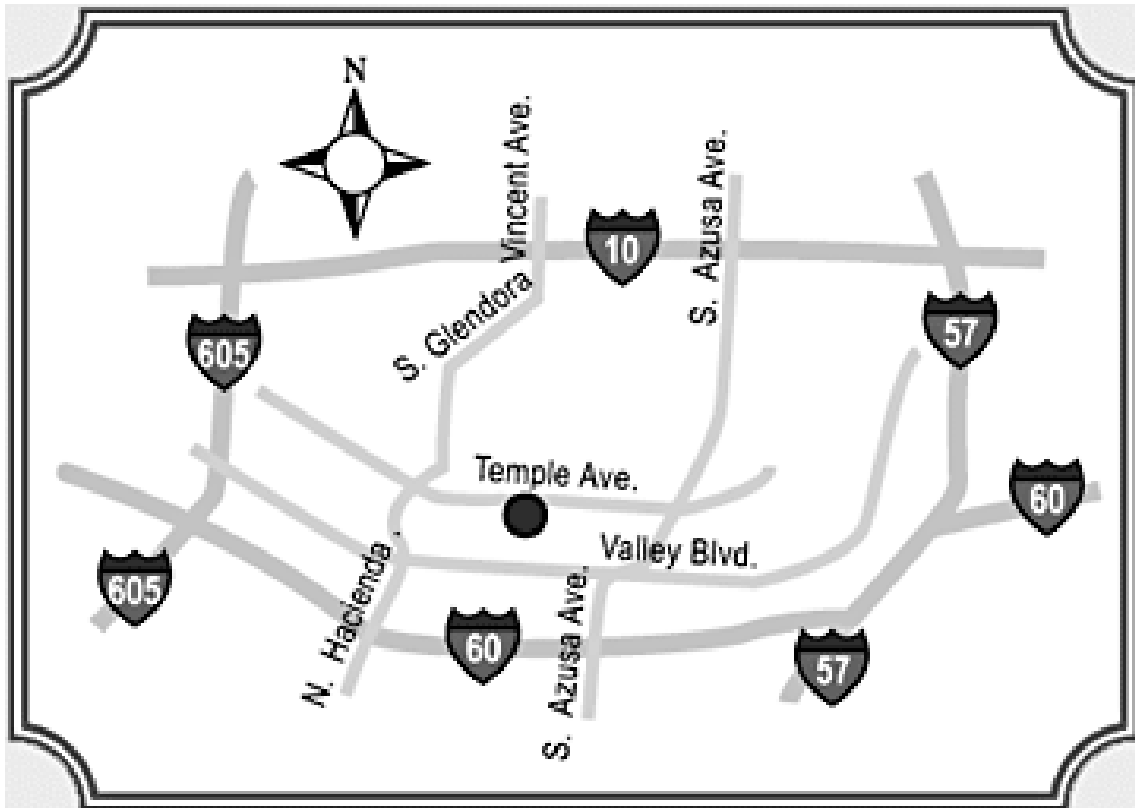 N
Vincent Ave.
S. Azusa Ave.
10
S. Glendora
605
57
Temple Ave.
60
Valley Blvd.
N. Hacienda
605
S. Azusa Ave.
60
57